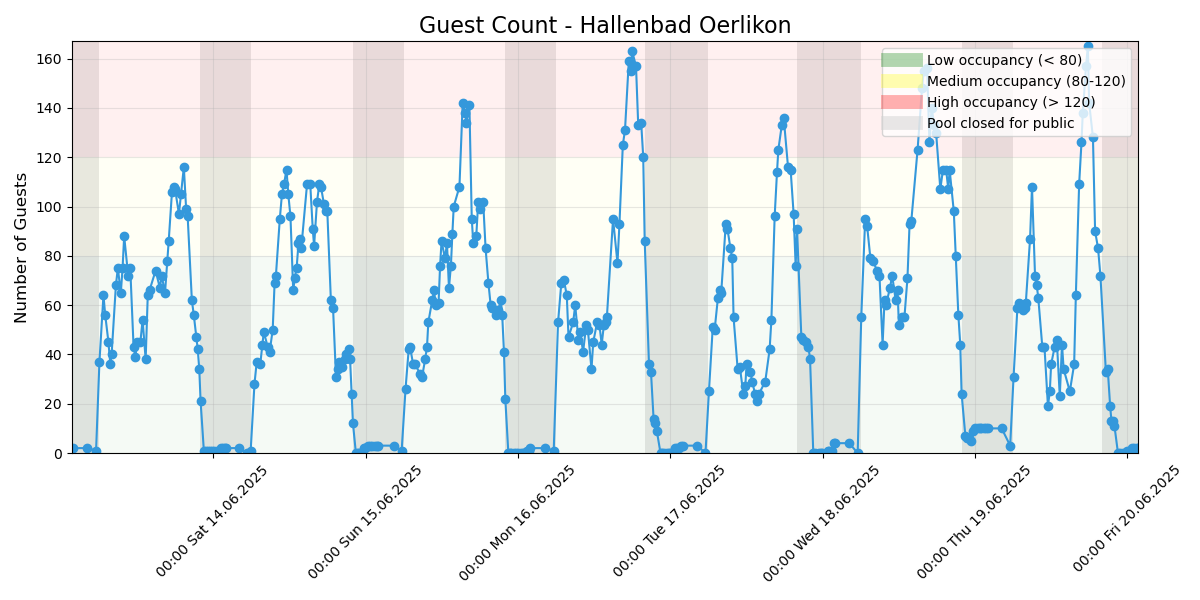 Guest Count - Hallenbad Oerlikon
Number of Guests
160
140
120
100
80
60
40
20
0
Low occupancy (< 80)
Medium occupancy (80-120)
High occupancy (> 120)
Pool closed for public
00:00 Sat 14.06.2025
00:00 Sun 15.06.2025
00:00 Mon 16.06.2025
00:00 Tue 17.06.2025
00:00 Wed 18.06.2025
00:00 Thu 19.06.2025
00:00 Fri 20.06.2025